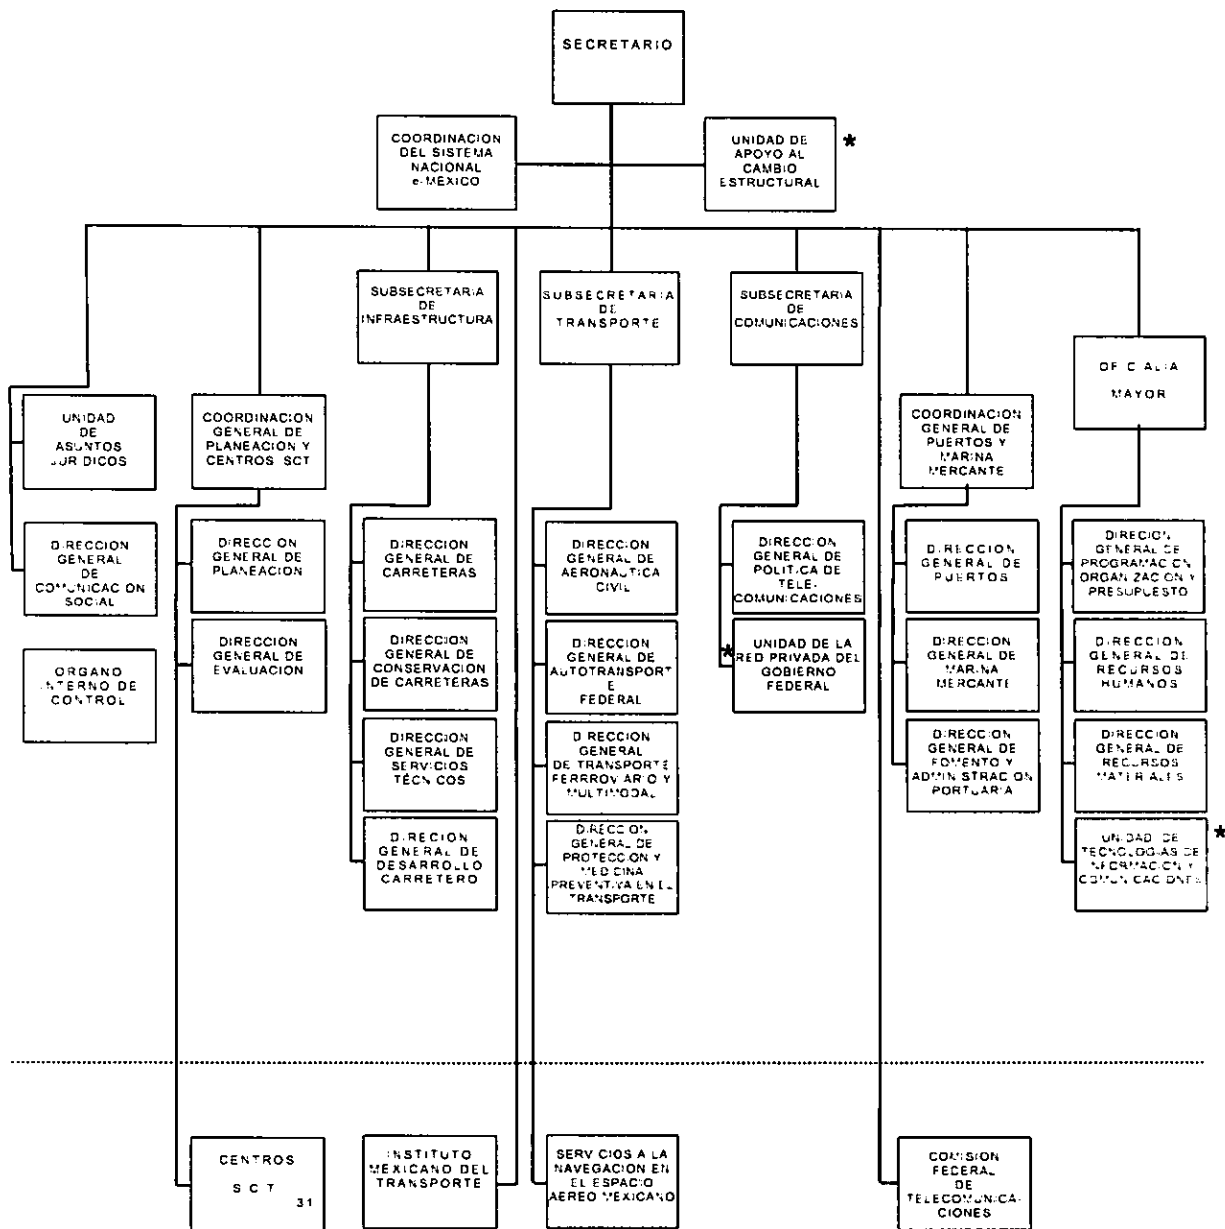 SECRETARIO
COORDINACION
DEL SISTEMA
NACIONAL
e-MEXICO
UNIDAD DE
APOYO AL
CAMBIO
ESTRUCTURAL
*
SUBSECRETARIA
DE
INFRAESTRUCTURA
SUBSECRETARIA
DE
TRANSPORTE
SUBSECRETARIA
DE
COMUNICACIONES
OFICIALIA
MAYOR
UNIDAD
DE
ASUNTOS
JURIDICOS
COORDINACION
GENERAL DE
PLANEACION Y
CENTROS SCT
COORDINACION
GENERAL DE
PUERTOS Y
MARINA
MERCANTE
DIRECCION
GENERAL
DE
COMUNICACION
SOCIAL
DIRECCION
GENERAL DE
PLANEACION
DIRECCION
GENERAL DE
CARRETERAS
DIRECCION
GENERAL DE
AERONAUTICA
CIVIL
DIRECCION
GENERAL DE
POLITICA DE
TELE-
COMUNICACIONES
DIRECCION
GENERAL DE
PUERTOS
DIRECION
GENERAL DE
PROGRAMACION
ORGANIZACION Y
PRESUPUESTO
ORGANO
INTERNO DE
CONTROL
DIRECCION
GENERAL DE
EVALUACION
DIRECCION
GENERAL DE
CONSERVACION
DE CARRETERAS
DIRECCION
GENERAL DE
AUTOTRANSPORT
E
FEDERAL
*
UNIDAD DE LA
RED PRIVADA DEL
GOBIERNO
FEDERAL
DIRECCION
GENERAL DE
MARINA
MERCANTE
DIRECCION
GENERAL DE
RECURSOS
HUMANOS
DIRECCION
GENERAL DE
SERVICIOS
TÉCNICOS
DIRECCION
GENERAL
DE TRANSPORTE
FERRROVIARIO Y
MULTIMODAL
DIRECCION
GENERAL DE
FOMENTO Y
ADMINISTRACION
PORTUARIA
DIRECCION
GENERAL DE
RECURSOS
MATERIALES
DIRECION
GENERAL DE
DESARROLLO
CARRETERO
DIRECCION
GENERAL DE
PROTECCION Y
MEDICINA
PREVENTIVA EN EL
TRANSPORTE
UNIDAD DE
TECNOLOGIAS DE
INFORMACION Y
COMUNICACIONES
*
CENTROS
S C T
31
INSTITUTO
MEXICANO DEL
TRANSPORTE
SERVICIOS A LA
NAVEGACION EN
EL ESPACIO
AEREO MEXICANO
COMISION
FEDERAL
DE
TELECOMUNICA-
CIONES